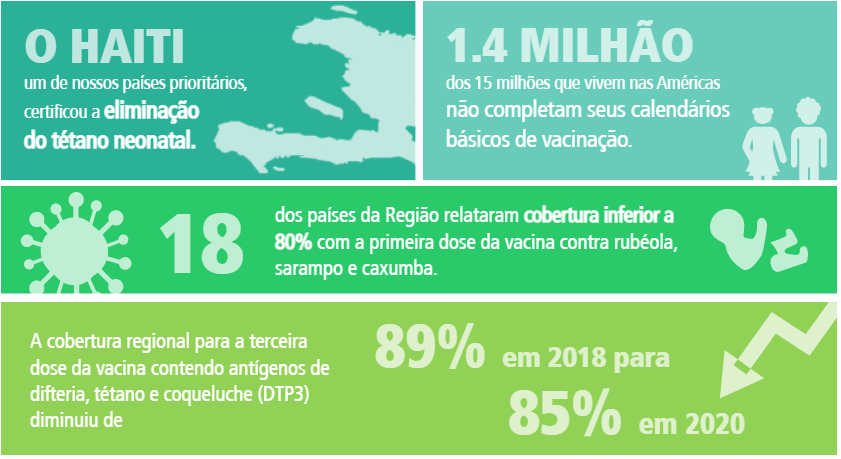 O HAITI
um de nossos países prioritários,
certificou a eliminação
do tétano neonatal.
1.4 MILHÃO
dos 15 milhões que vivem nas Américas
não completam seus calendários
básicos de vacinação.
18
dos países da Região relataram cobertura inferior a
80% com a primeira dose da vacina contra rubéola,
sarampo e caxumba.
A cobertura regional para a terceira
dose da vacina contendo antígenos de
difteria, tétano e coqueluche (DTP3)
diminuiu de
89% em 2018 para
85% em 2020